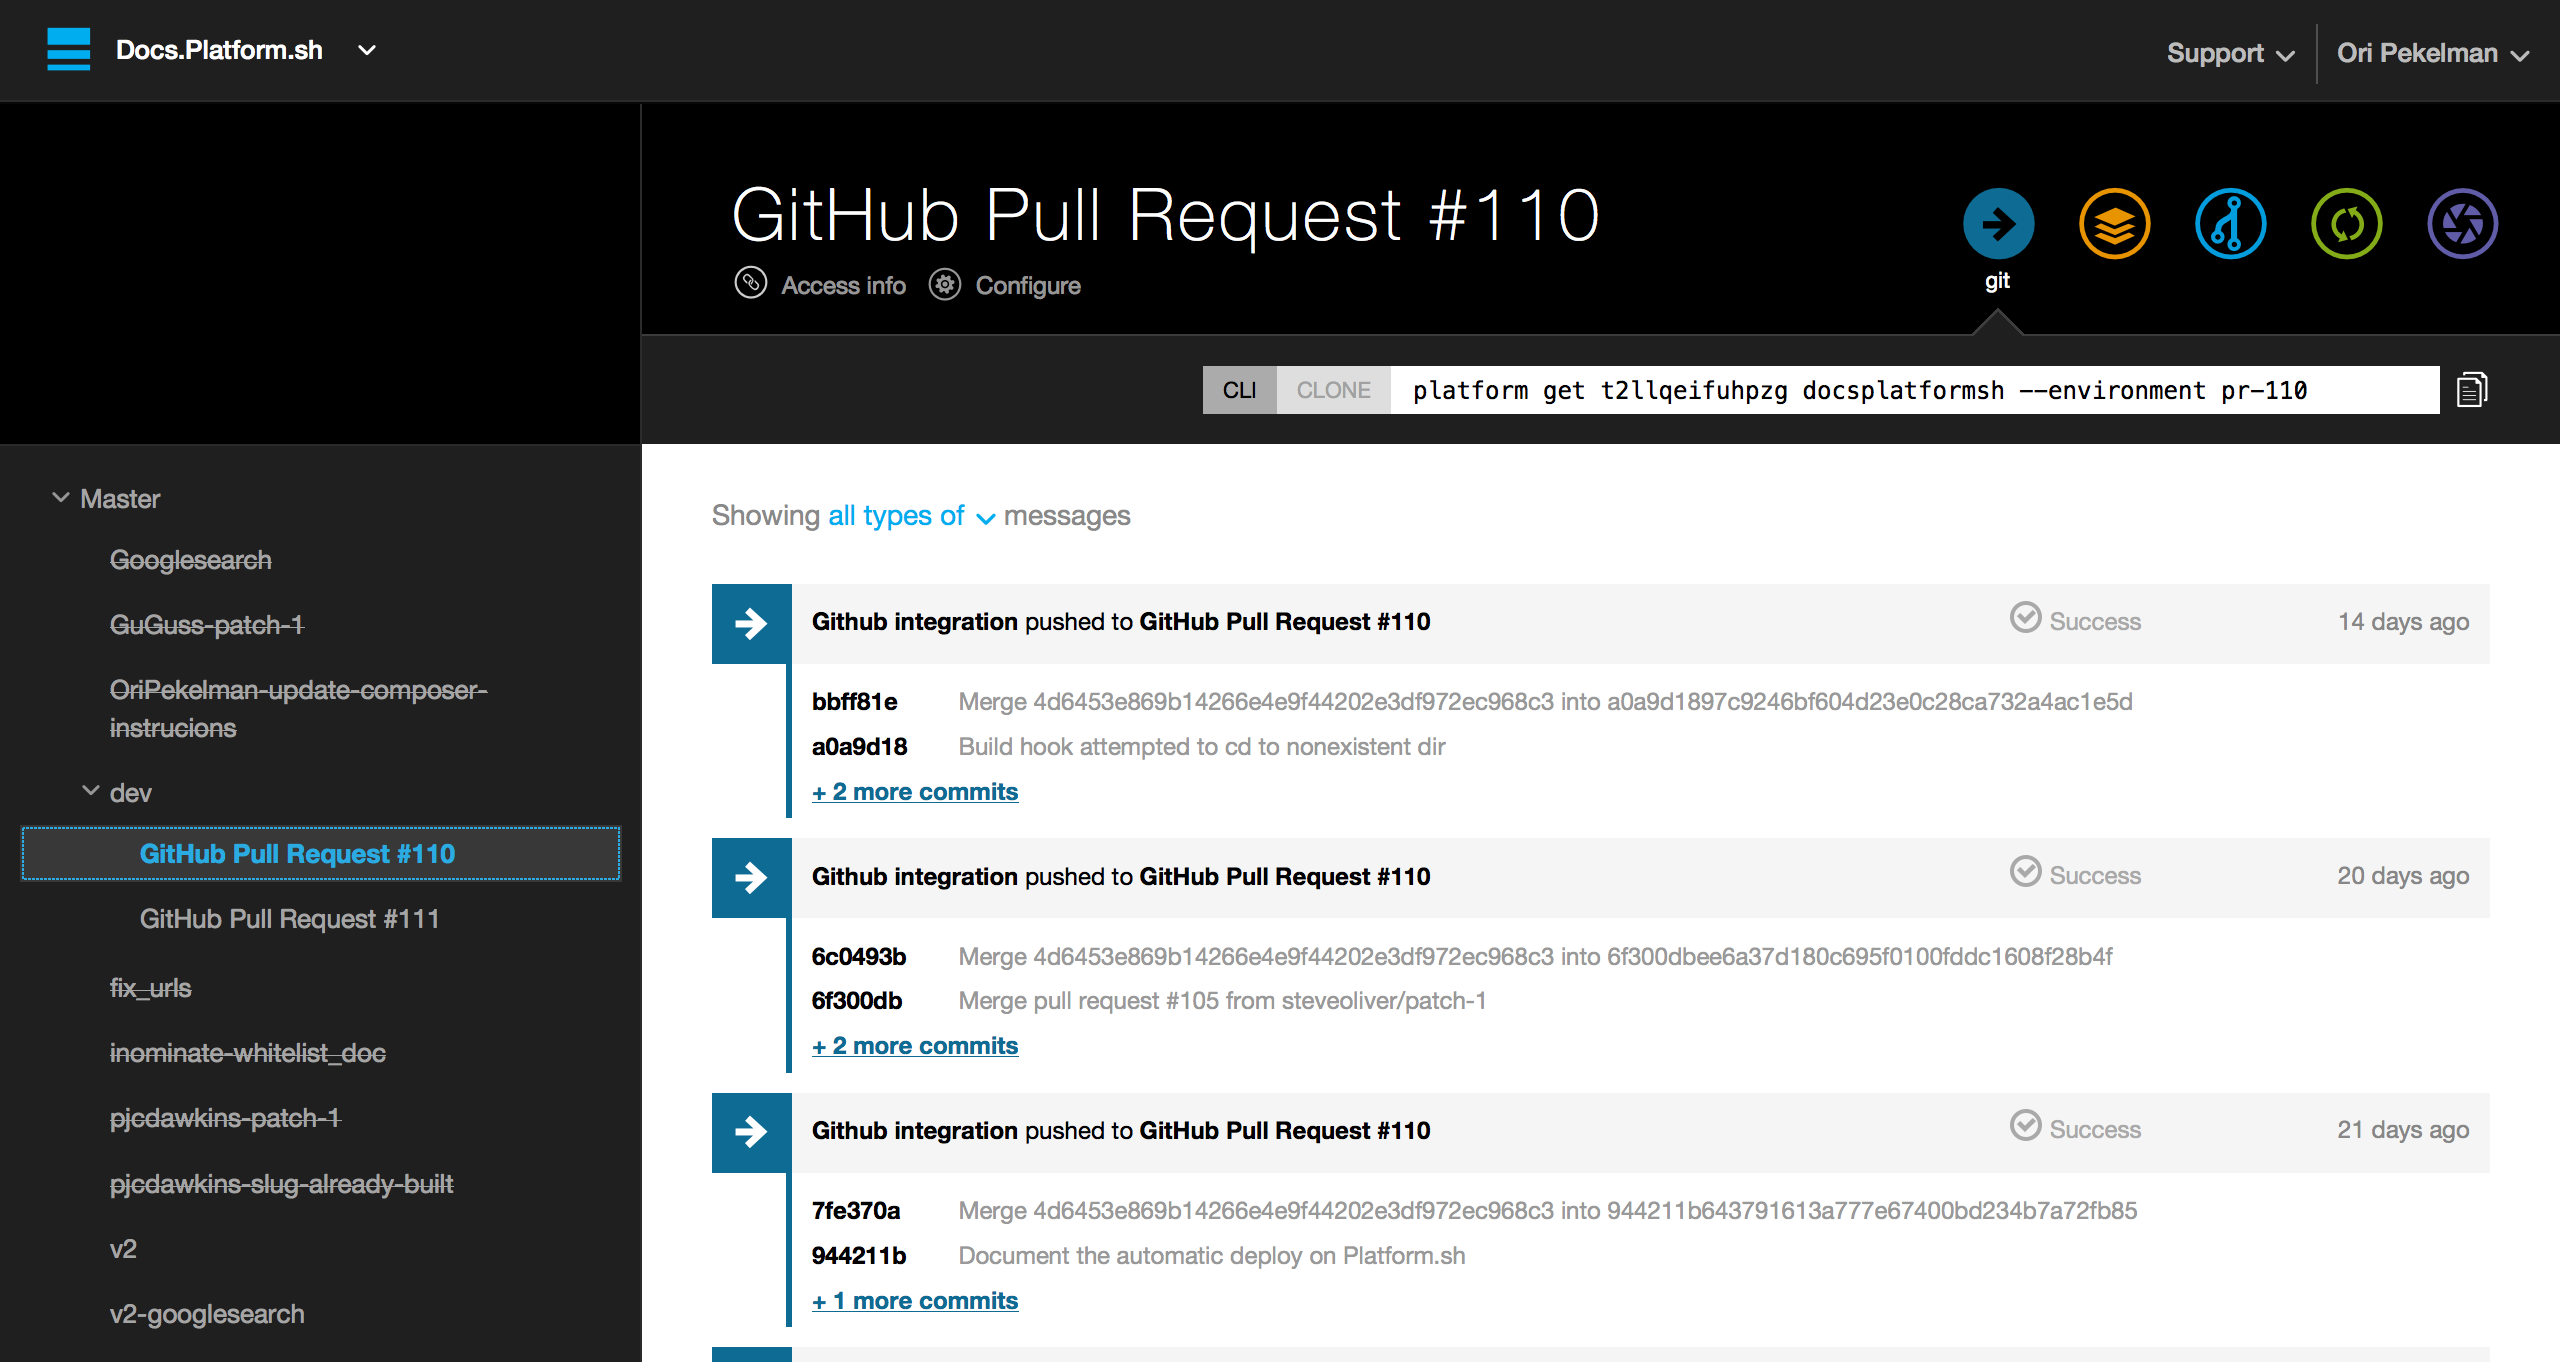 Docs.Platform.sh
Support
Ori Pekelman
GitHub Pull Request #110
Access info
Configure
git
CLI
CLONE
platform get t2llqeifuhpzg docsplatformsh --environment pr-110
Master
Googlesearch
GuGuss-patch-1
OriPekelman-update-composer-
instrucions
dev
GitHub Pull Request #110
GitHub Pull Request #111
fix_urls
inominate-whitelist_doc
pjcdawkins-patch-1
pjcdawkins-slug-already-built
v2
v2-googlesearch
Showing all types of messages
Github integration pushed to GitHub Pull Request #110 Success 14 days ago
bbff81e Merge 4d6453e869b14266e4e9f44202e3df972ec968c3 into a0a9d1897c9246bf604d23e0c28ca732a4ac1e5d
a0a9d18 Build hook attempted to cd to nonexistent dir
+ 2 more commits
Github integration pushed to GitHub Pull Request #110 Success 20 days ago
6c0493b Merge 4d6453e869b14266e4e9f44202e3df972ec968c3 into 6f300dbee6a37d180c695f0100fddc1608f28b4f
6f300db Merge pull request #105 from steveoliver/patch-1
+ 2 more commits
Github integration pushed to GitHub Pull Request #110 Success 21 days ago
7fe370a Merge 4d6453e869b14266e4e9f44202e3df972ec968c3 into 944211b643791613a777e67400bd234b7a72fb85
944211b Document the automatic deploy on Platform.sh
+ 1 more commits